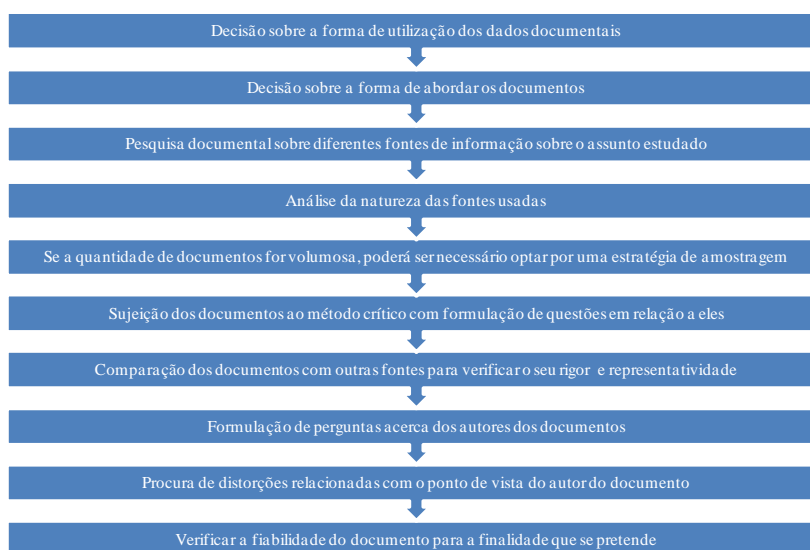 Decisão sobre a forma de utilização dos dados documentais
Decisão sobre a forma de abordar os documentos
Pesquisa documental sobre diferentes fontes de informação sobre o assunto estudado
Análise da natureza das fontes usadas
Se a quantidade de documentos for volumosa, poderá ser necessário optar por uma estratégia de amostragem
Sujeição dos documentos ao método crítico com formulação de questões em relação a eles
Comparação dos documentos com outras fontes para verificar o seu rigor e representatividade
Formulação de perguntas acerca dos autores dos documentos
Procura de distorções relacionadas com o ponto de vista do autor do documento
Verificar a fiabilidade do documento para a finalidade que se pretende